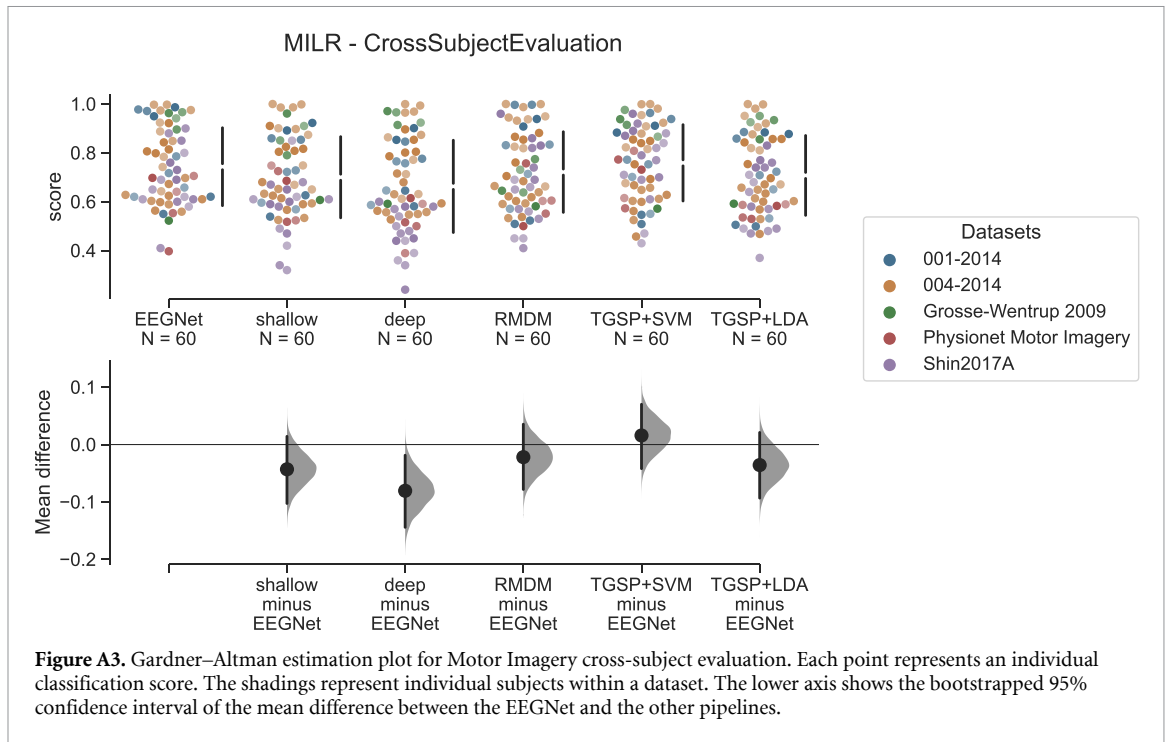 MILR - CrossSubjectEvaluation
score
1.0
0.8
0.6
0.4
EEGNet shallow deep RMDM TGSP+SVM TGSP+LDA
N = 60 N = 60 N = 60 N = 60 N = 60 N = 60
Datasets
001-2014
004-2014
Grosse-Wentrup 2009
Physionet Motor Imagery
Shin2017A
Mean difference
0.1
0.0
−0.1
−0.2
shallow deep RMDM TGSP+SVM TGSP+LDA
minus minus minus minus minus
EEGNet EEGNet EEGNet EEGNet EEGNet
Figure A3. Gardner–Altman estimation plot for Motor Imagery cross-subject evaluation. Each point represents an individual
classification score. The shadings represent individual subjects within a dataset. The lower axis shows the bootstrapped 95%
confidence interval of the mean difference between the EEGNet and the other pipelines.